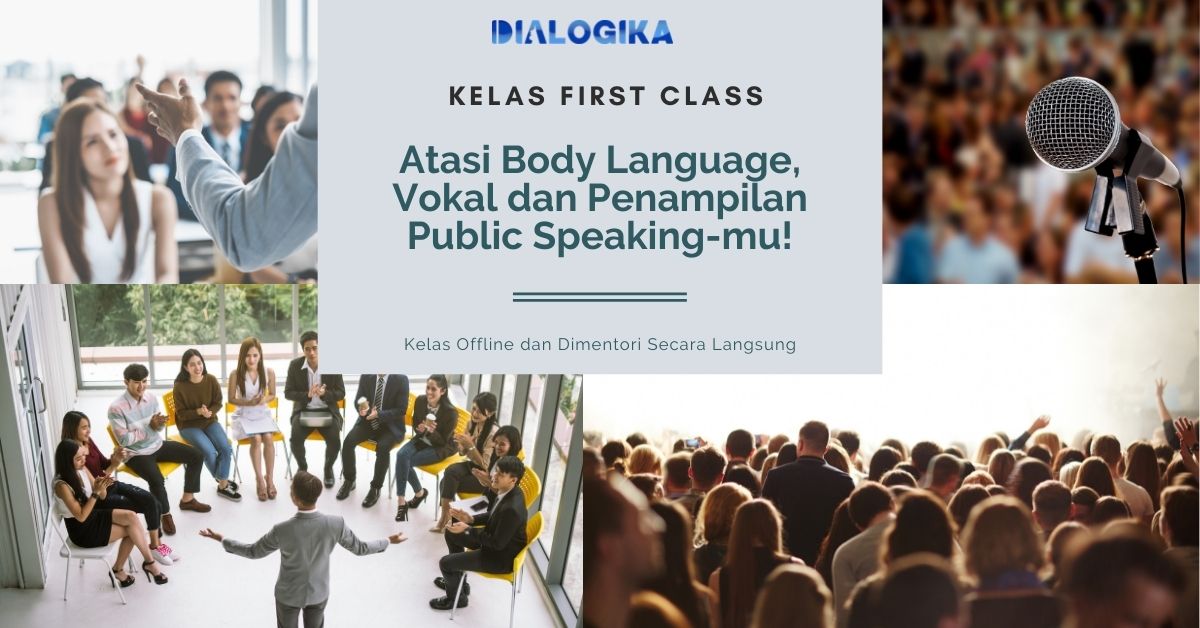 DIALOGIKA
KELAS FIRST CLASS
Atasi Body Language,
Vokal dan Penampilan
Public Speaking-mu!
Kelas Offline dan Dimentori Secara Langsung